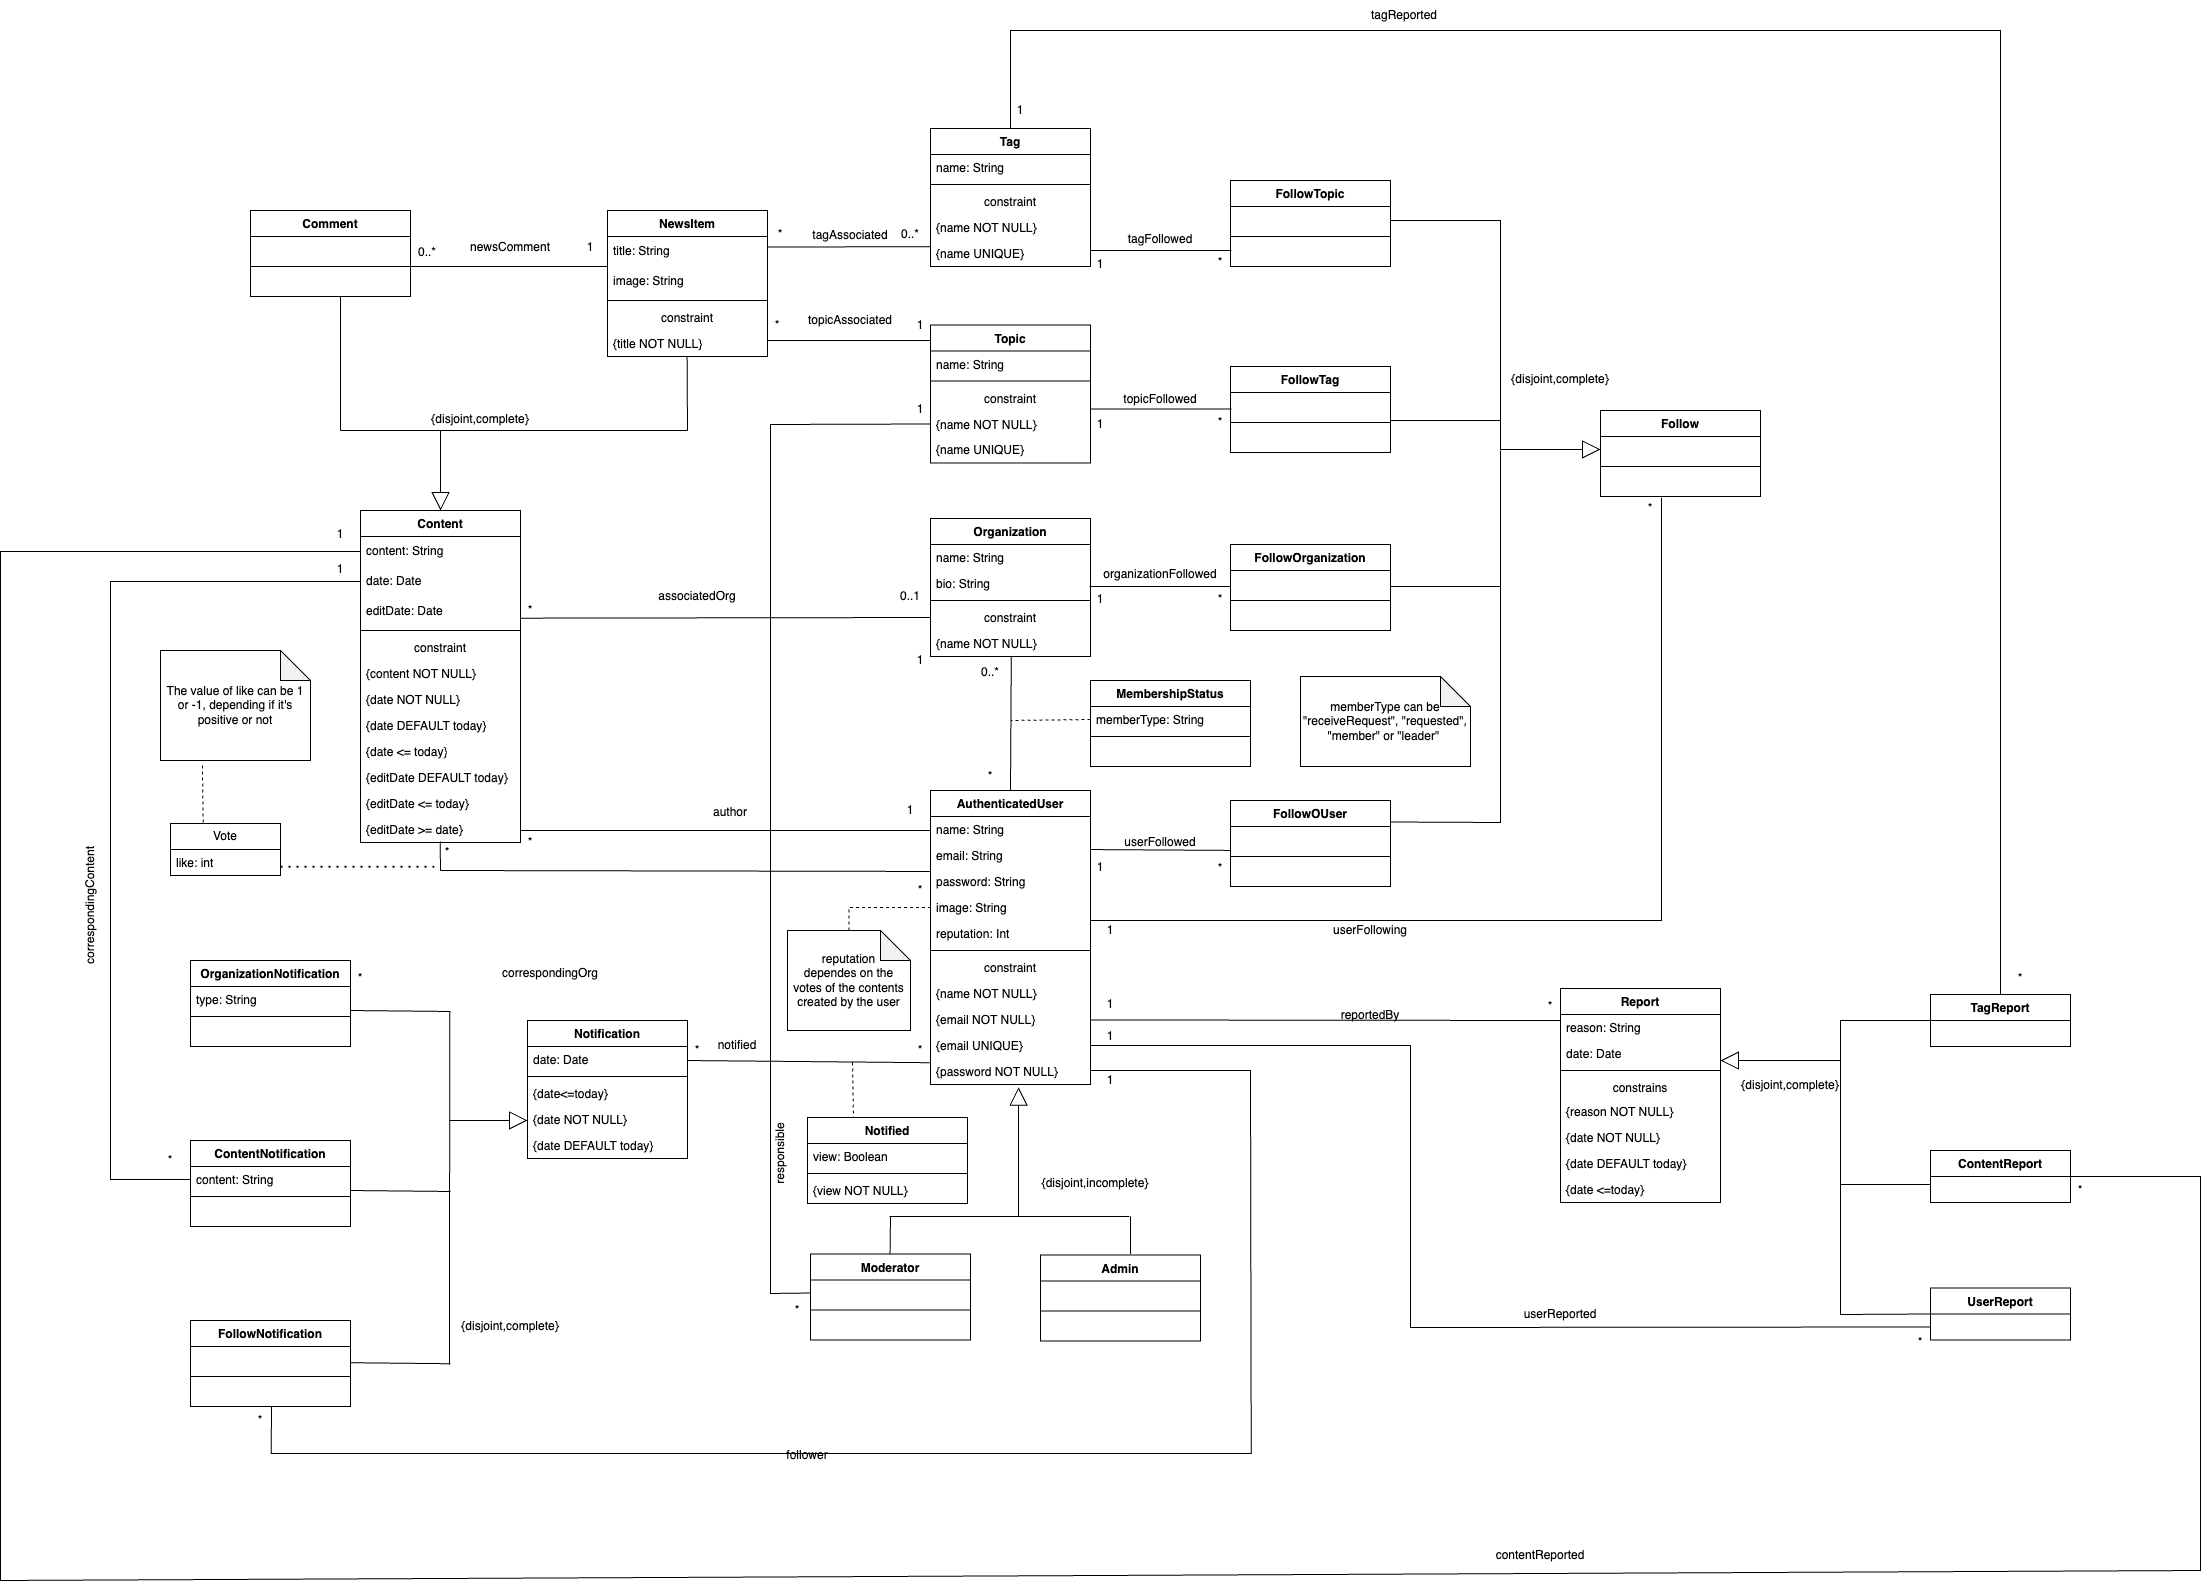 tagReported
1
Tag
name: String
constraint
{name NOT NULL}
{name UNIQUE}
FollowTopic
tagFollowed
1
*
Comment
0..*
newsComment
1
NewsItem
title: String
image: String
constraint
{title NOT NULL}
*
tagAssociated
0..*
*
topicAssociated
1
Topic
name: String
constraint
{name NOT NULL}
{name UNIQUE}
1
topicFollowed
1
*
FollowTag
{disjoint,complete}
Follow
*
{disjoint,complete}
Content
content: String
date: Date
editDate: Date
constraint
{content NOT NULL}
{date NOT NULL}
{date DEFAULT today}
{date <= today}
{editDate DEFAULT today}
{editDate <= today}
{editDate >= date}
1
1
*
associatedOrg
0..1
Organization
name: String
bio: String
constraint
{name NOT NULL}
1
0..*
organizationFollowed
1
*
FollowOrganization
The value of like can be 1
or -1, depending if it's
positive or not
Vote
like: int
MembershipStatus
memberType: String
memberType can be
"receiveRequest", "requested",
"member" or "leader"
*
author
1
*
*
*
AuthenticatedUser
name: String
email: String
password: String
image: String
reputation: Int
constraint
{name NOT NULL}
{email NOT NULL}
{email UNIQUE}
{password NOT NULL}
userFollowed
1
*
FollowOUser
1
userFollowing
correspondingContent
reputation
dependes on the
votes of the contents
created by the user
OrganizationNotification
type: String
*
correspondingOrg
Notification
date: Date
{date<=today}
{date NOT NULL}
{date DEFAULT today}
*
notified
*
1
reportedBy
*
1
1
Report
reason: String
date: Date
constrains
{reason NOT NULL}
{date NOT NULL}
{date DEFAULT today}
{date <=today}
{disjoint,complete}
*
TagReport
ContentNotification
content: String
*
Notified
view: Boolean
{view NOT NULL}
responsible
{disjoint,incomplete}
ContentReport
*
Moderator
*
Admin
UserReport
userReported
*
FollowNotification
{disjoint,complete}
*
follower
contentReported